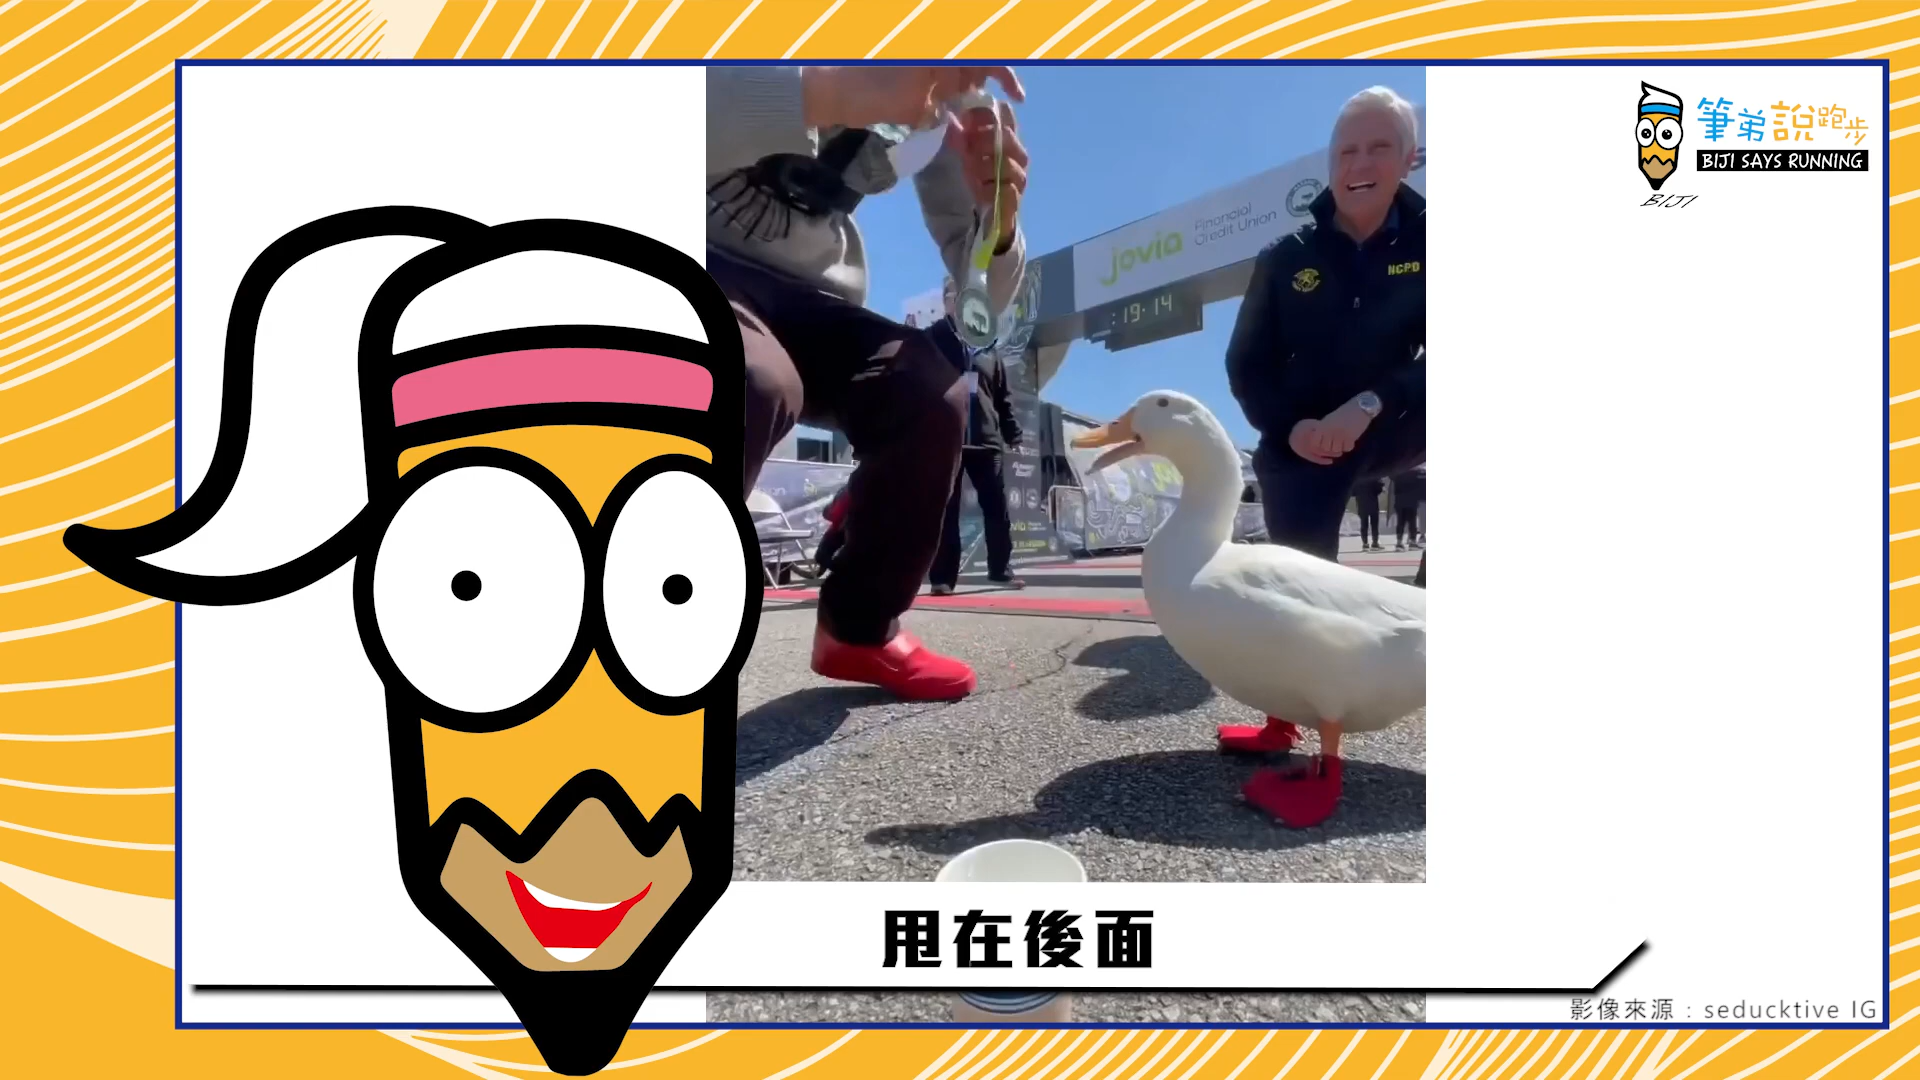 筆弟說跑步
BIJI SAYS RUNNING
BIJI
jovia
Financial
Credit Union
:19:14
NCPD
甩在後面
影像來源：seducktive IG